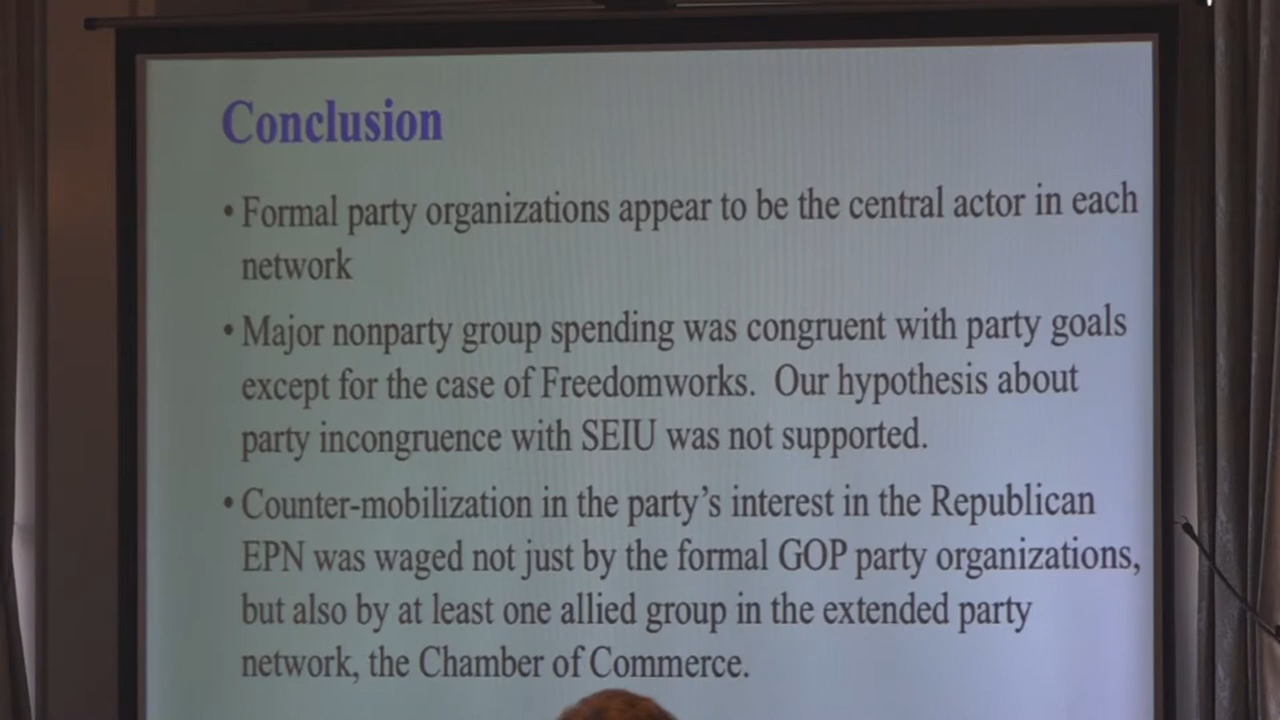 Conclusion
• Formal party organizations appear to be the central actor in each
network
• Major nonparty group spending was congruent with party goals
except for the case of Freedomworks. Our hypothesis about
party incongruence with SEIU was not supported.
• Counter-mobilization in the party's interest in the Republican
EPN was waged not just by the formal GOP party organizations,
but also by at least one allied group in the extended party
network, the Chamber of Commerce.